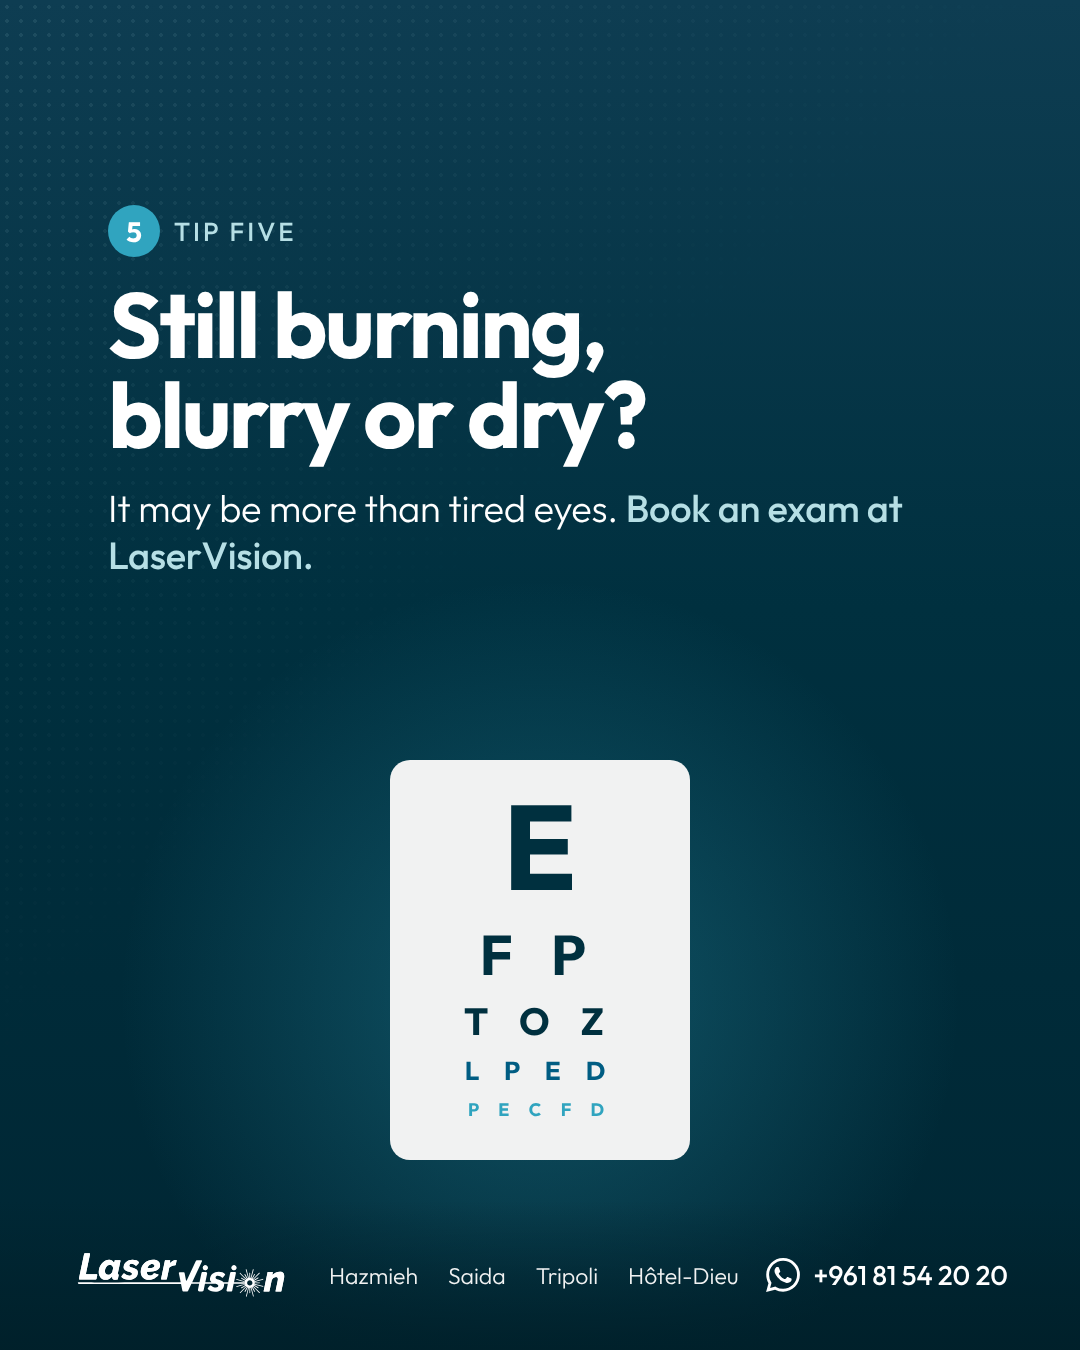 5 TIP FIVE
Still burning,
blurry or dry?
It may be more than tired eyes. Book an exam at
LaserVision.
E
F P
T O Z
L P E D
P E C F D
LaserVision Hazmieh Saida Tripoli Hôtel-Dieu +961 81 54 20 20